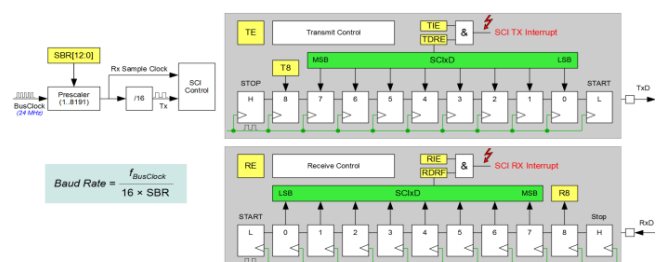 SBR[12:0]
Rx Sample Clock
Prescaler
(1..8191)
/16
Tx
SCI
Control
BusClock
(24 MHz)
Baud Rate = fBusClock / 16 × SBR
TE
Transmit Control
TIE
TDRE
&
SCI TX Interrupt
T8
MSB
SCIxD
LSB
STOP
START
H 8 7 6 5 4 3 2 1 0 L
TxD
RE
Receive Control
RIE
RDRF
&
SCI RX Interrupt
LSB
SCIxD
MSB
R8
START
Stop
L 0 1 2 3 4 5 6 7 8 H
RxD